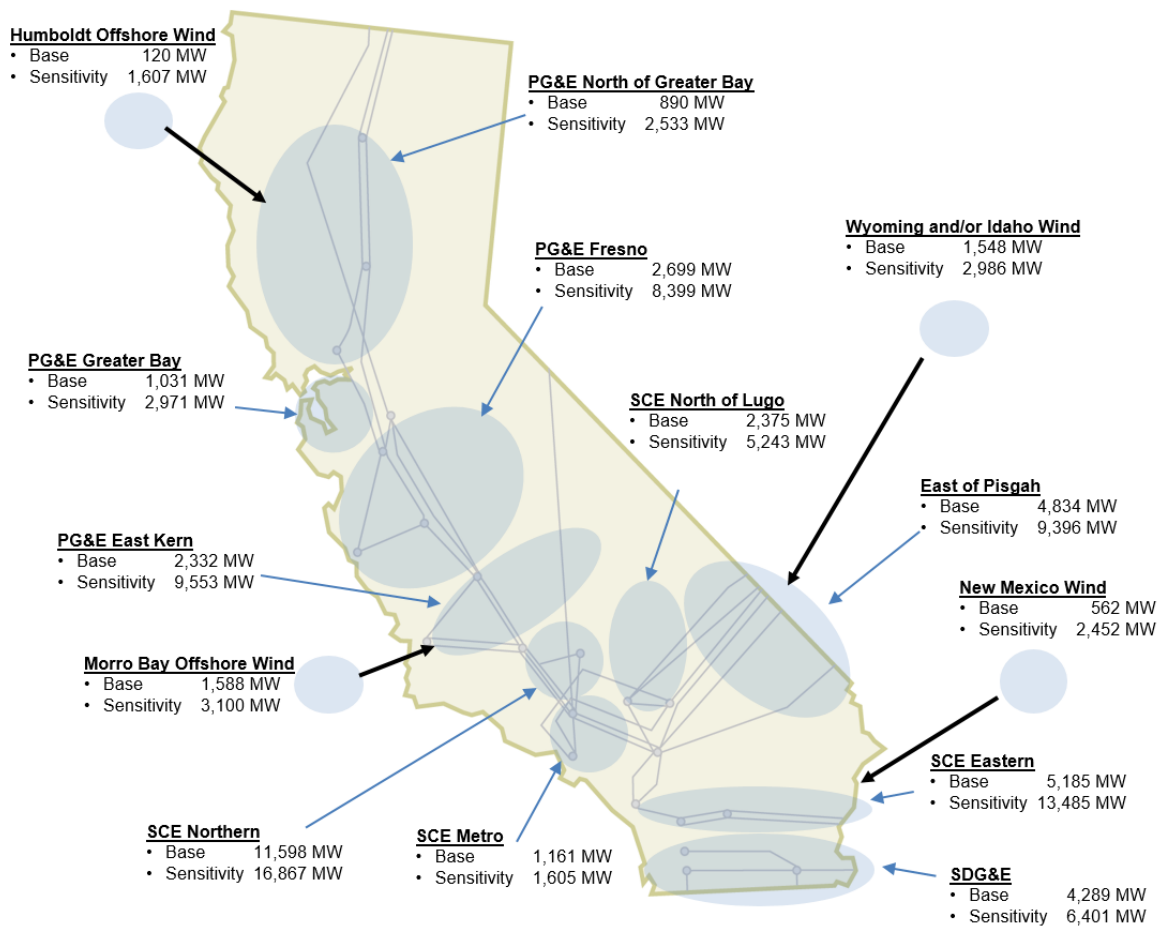 Humboldt Offshore Wind
• Base 120 MW
• Sensitivity 1,607 MW
PG&E North of Greater Bay
• Base 890 MW
• Sensitivity 2,533 MW
PG&E Fresno
• Base 2,699 MW
• Sensitivity 8,399 MW
Wyoming and/or Idaho Wind
• Base 1,548 MW
• Sensitivity 2,986 MW
PG&E Greater Bay
• Base 1,031 MW
• Sensitivity 2,971 MW
SCE North of Lugo
• Base 2,375 MW
• Sensitivity 5,243 MW
East of Pisgah
• Base 4,834 MW
• Sensitivity 9,396 MW
PG&E East Kern
• Base 2,332 MW
• Sensitivity 9,553 MW
New Mexico Wind
• Base 562 MW
• Sensitivity 2,452 MW
Morro Bay Offshore Wind
• Base 1,588 MW
• Sensitivity 3,100 MW
SCE Eastern
• Base 5,185 MW
• Sensitivity 13,485 MW
SCE Northern
• Base 11,598 MW
• Sensitivity 16,867 MW
SCE Metro
• Base 1,161 MW
• Sensitivity 1,605 MW
SDG&E
• Base 4,289 MW
• Sensitivity 6,401 MW